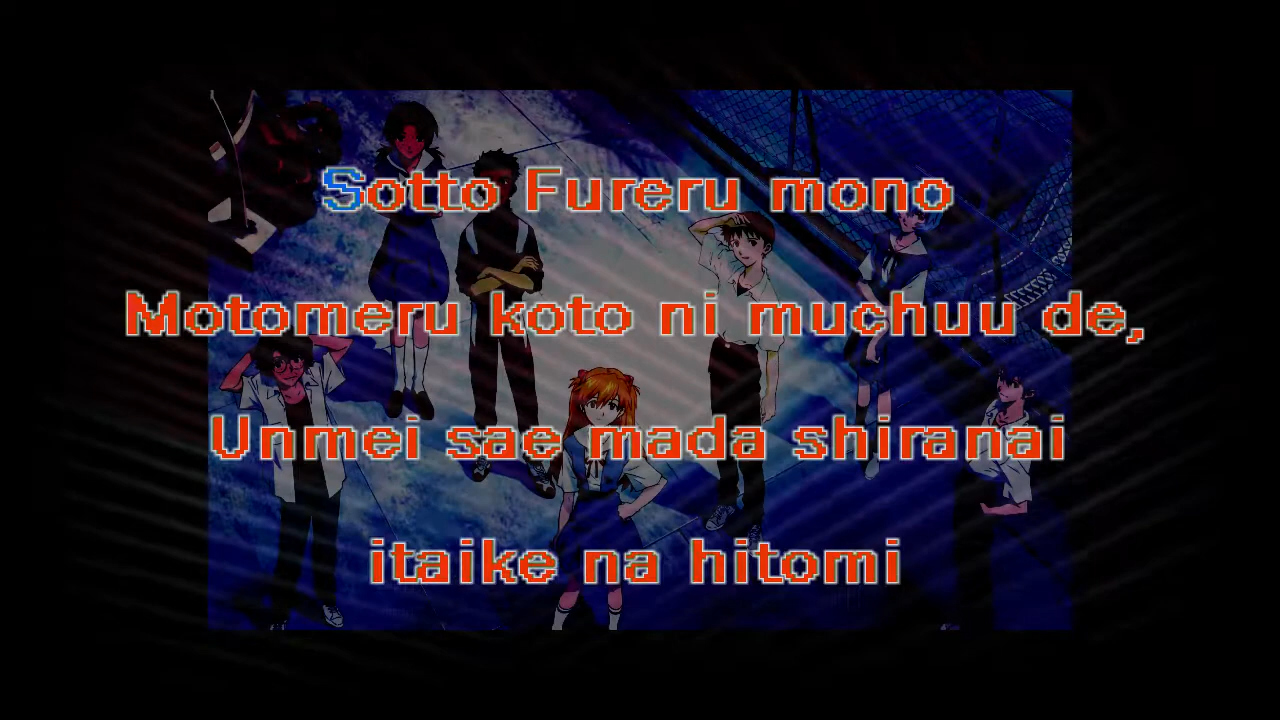 Sotto Fureru mono
Motomeru koto ni muchuu de,
Unmei sae mada shiranai
itaike na hitomi